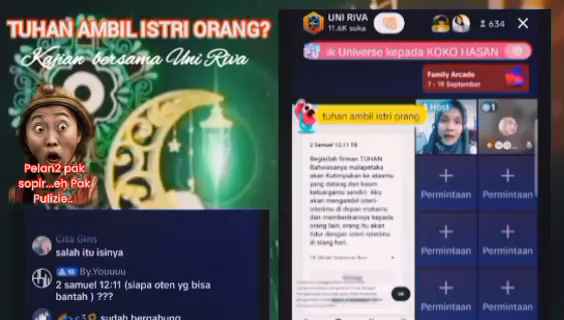 TUHAN AMBIL ISTRI ORANG?
Kajian bersama Uni Riva
Pelan2 pak
sopir...eh Pak
Pulizie..
Cita Gins
salah itu isinya
By.Youuuu
2 samuel 12:11 (siapa oten yg bisa
bantah ) ???
sudah bergabung
UNI RIVA
11.6K suka
634
Universe kepada KOKO HASAN
Family Arcade
7 - 19 September
tuhan ambil istri orang
Host
1
2 Samuel 12:11 TB
Beginilah firman TUHAN
Bahwasanya malapetaka
akan Kutimpakan ke atasmu
yang datang dari kaum
keluargamu sendiri. Aku
akan mengambil isteri-
isterimu di depan matamu
dan memberikannya kepada
orang lain; orang itu akan
tidur dengan isteri-isterimu
di siang hari.
OK
Permintaan
Permintaan
Permintaan
Permintaan
Permintaan
Permintaan